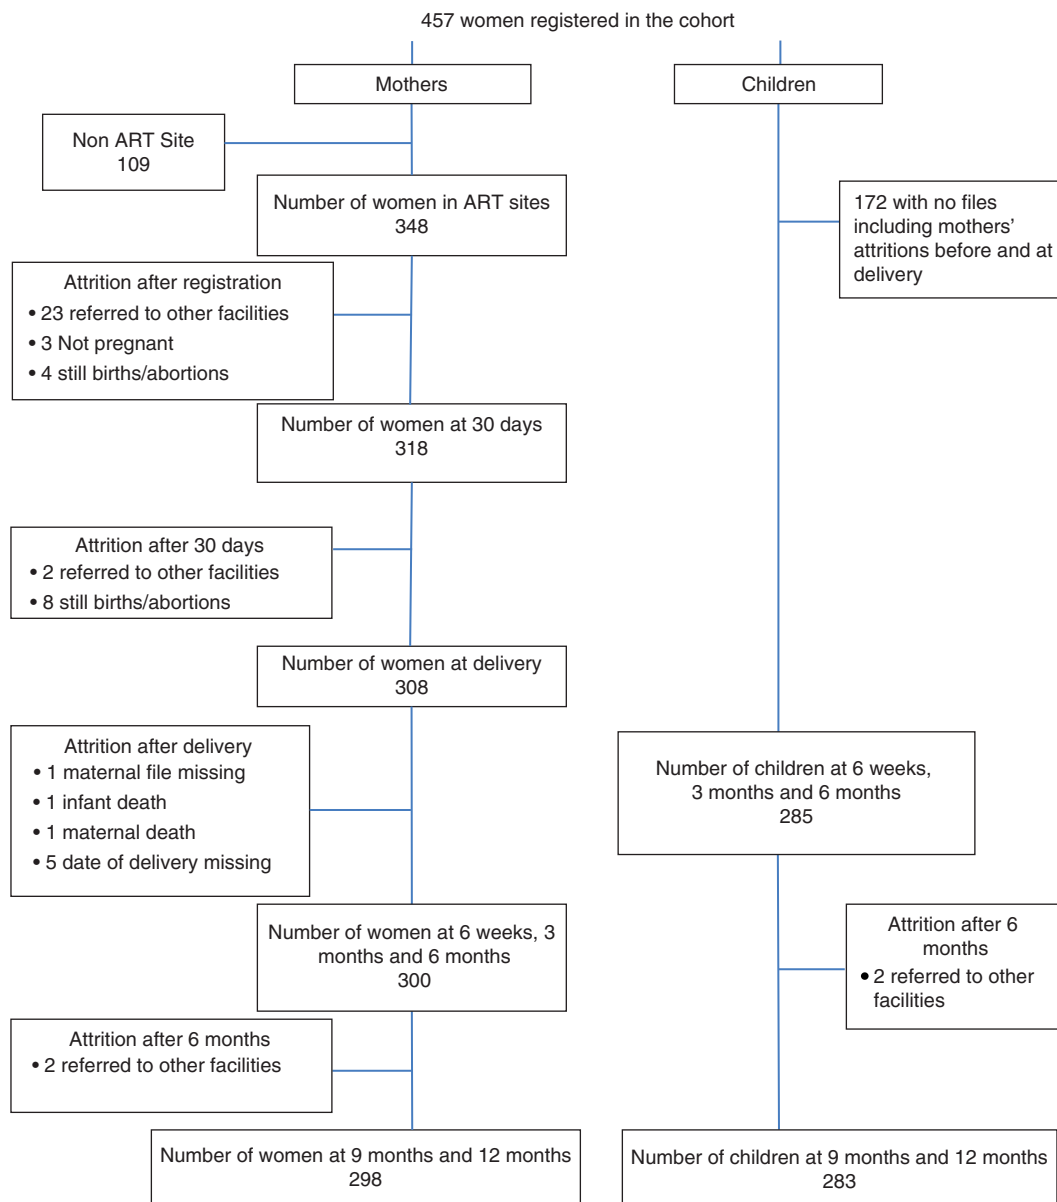 457 women registered in the cohort
Mothers
Children
Non ART Site
109
Number of women in ART sites
348
172 with no files
including mothers’
attritions before and at
delivery
Attrition after registration
• 23 referred to other facilities
• 3 Not pregnant
• 4 still births/abortions
Number of women at 30 days
318
Attrition after 30 days
• 2 referred to other facilities
• 8 still births/abortions
Number of women at delivery
308
Attrition after delivery
• 1 maternal file missing
• 1 infant death
• 1 maternal death
• 5 date of delivery missing
Number of children at 6 weeks,
3 months and 6 months
285
Number of women at 6 weeks, 3
months and 6 months
300
Attrition after 6
months
• 2 referred to other
facilities
Attrition after 6 months
• 2 referred to other facilities
Number of women at 9 months and 12 months
298
Number of children at 9 months and 12 months
283